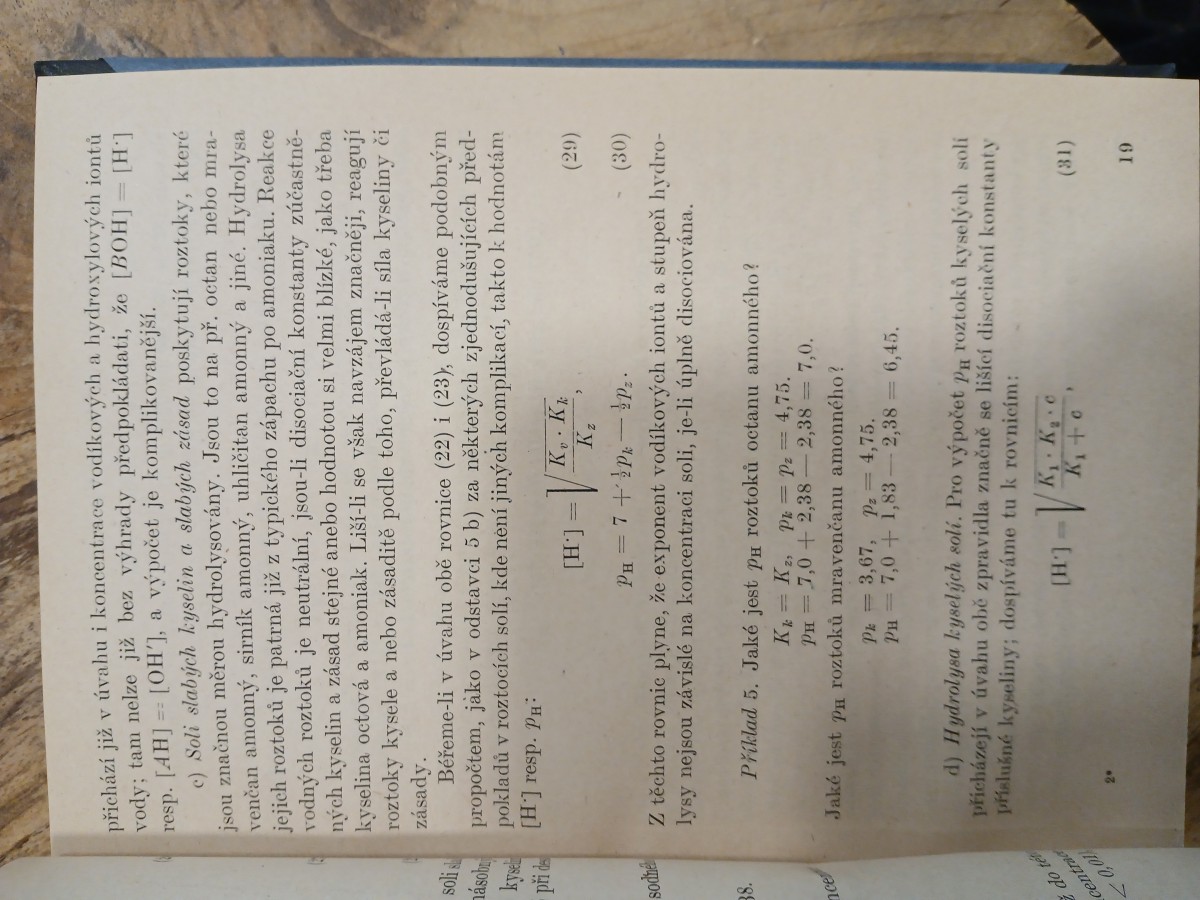 přichází již v úvahu i koncentrace vodíkových a hydroxylových iontů
vody; tam nelze již bez výhrady předpokládati, že [BOH] = [H·]
resp. [AH] = [OH′], a výpočet je komplikovanější.
c) Soli slabých kyselin a slabých zásad poskytují roztoky, které
jsou značnou měrou hydrolysovány. Jsou to na př. octan nebo mra-
venčan amonný, sirník amonný, uhličitan amonný a jiné. Hydrolysa
jejich roztoků je patrná již z typického zápachu po amoniaku. Reakce
vodných roztoků je neutrální, jsou-li disociační konstanty zúčastně-
ných kyselin a zásad stejné anebo hodnotou si velmi blízké, jako třeba
kyselina octová a amoniak. Liší-li se však navzájem značněji, reagují
roztoky kysele a nebo zásaditě podle toho, převládá-li síla kyseliny či
zásady.
Béřeme-li v úvahu obě rovnice (22) i (23), dospíváme podobným
propočtem, jako v odstavci 5 b) za některých zjednodušujících před-
pokladů v roztocích solí, kde není jiných komplikací, takto k hodnotám
[H·] resp. pH:
[H·] = √(Kv · Kk / Kz), (29)
pH = 7 + ½pk — ½pz. (30)
Z těchto rovnic plyne, že exponent vodíkových iontů a stupeň hydro-
lysy nejsou závislé na koncentraci soli, je-li úplně disociována.
Příklad 5. Jaké jest pH roztoků octanu amonného?
Kk = Kz, pk = pz = 4,75.
pH = 7,0 + 2,38 — 2,38 = 7,0.
Jaké jest pH roztoků mravenčanu amonného?
pk = 3,67, pz = 4,75.
pH = 7,0 + 1,83 — 2,38 = 6,45.
d) Hydrolysa kyselých solí. Pro výpočet pH roztoků kyselých solí
přicházejí v úvahu obě zpravidla značně se lišící disociační konstanty
příslušné kyseliny; dospíváme tu k rovnicím:
[H·] = √(K1 · K2 · c / K1 + c), (31)
2*
19
soli
kyselin
při
sodného
38.
do
< 0,01